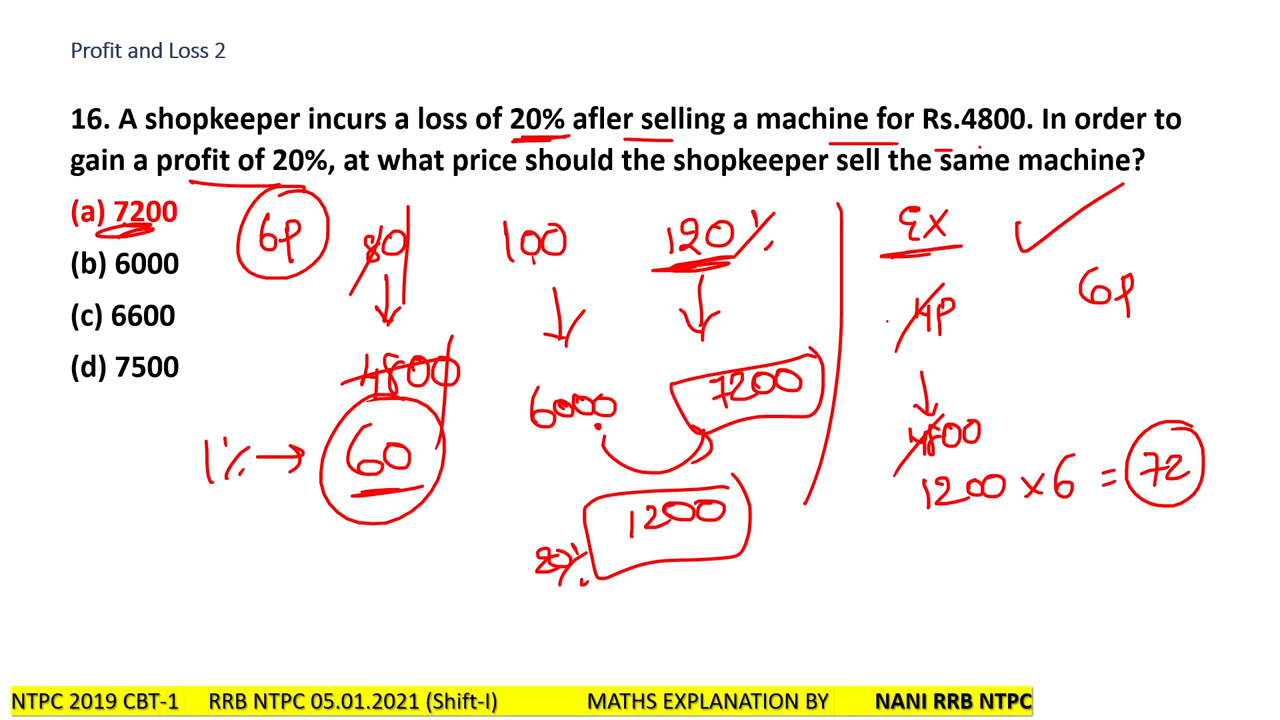 Profit and Loss 2
16. A shopkeeper incurs a loss of 20% afler selling a machine for Rs.4800. In order to
gain a profit of 20%, at what price should the shopkeeper sell the same machine?
(a) 7200
(b) 6000
(c) 6600
(d) 7500
6P 80 100 120%
4800 6000 7200
1% → 60
1200
20%
EX
4P 6P
4800
1200 × 6 = 72
NTPC 2019 CBT-1 RRB NTPC 05.01.2021 (Shift-I) MATHS EXPLANATION BY NANI RRB NTPC